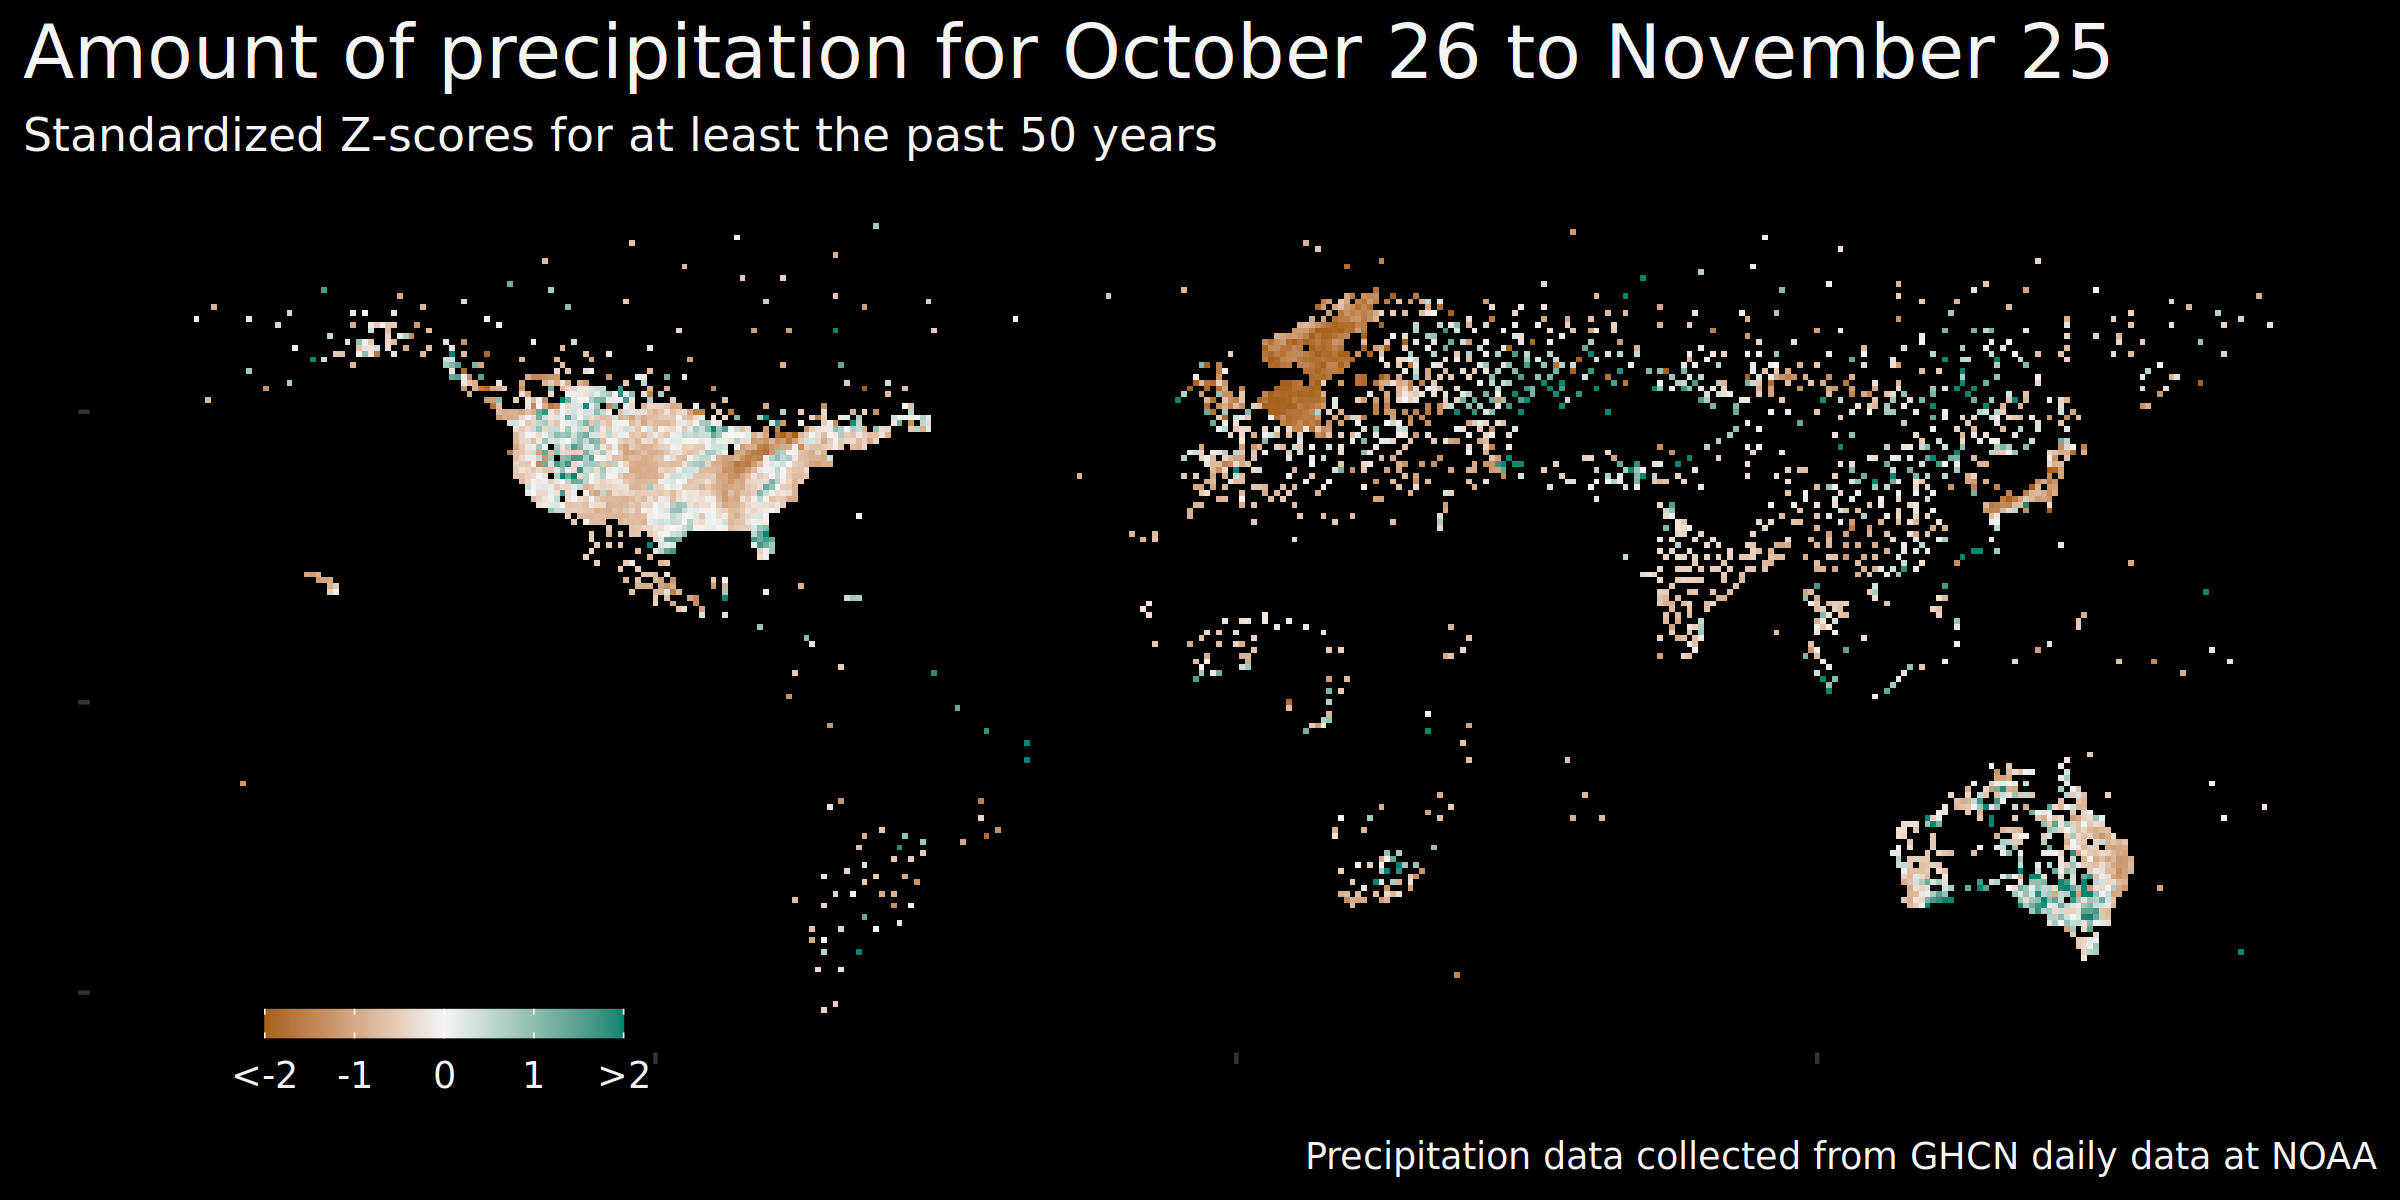 Amount of precipitation for October 26 to November 25
Standardized Z-scores for at least the past 50 years
<-2 -1 0 1 >2
Precipitation data collected from GHCN daily data at NOAA